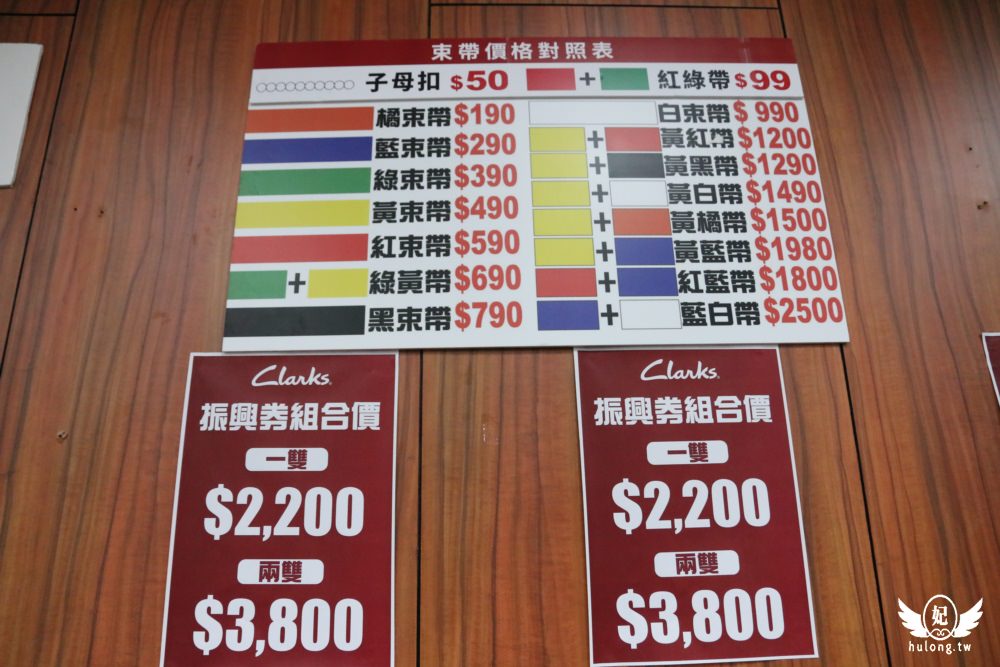 束帶價格對照表
子母扣 $50
+ 紅綠帶 $99
橘束帶 $190
藍束帶 $290
綠束帶 $390
黃束帶 $490
紅束帶 $590
+ 綠黃帶 $690
黑束帶 $790
白束帶 $990
+ 黃紅帶 $1200
+ 黃黑帶 $1290
+ 黃白帶 $1490
+ 黃橘帶 $1500
+ 黃藍帶 $1980
+ 紅藍帶 $1800
+ 藍白帶 $2500
Clarks
振興券組合價
一雙
$2,200
兩雙
$3,800
Clarks
振興券組合價
一雙
$2,200
兩雙
$3,800
妃
hulong.tw